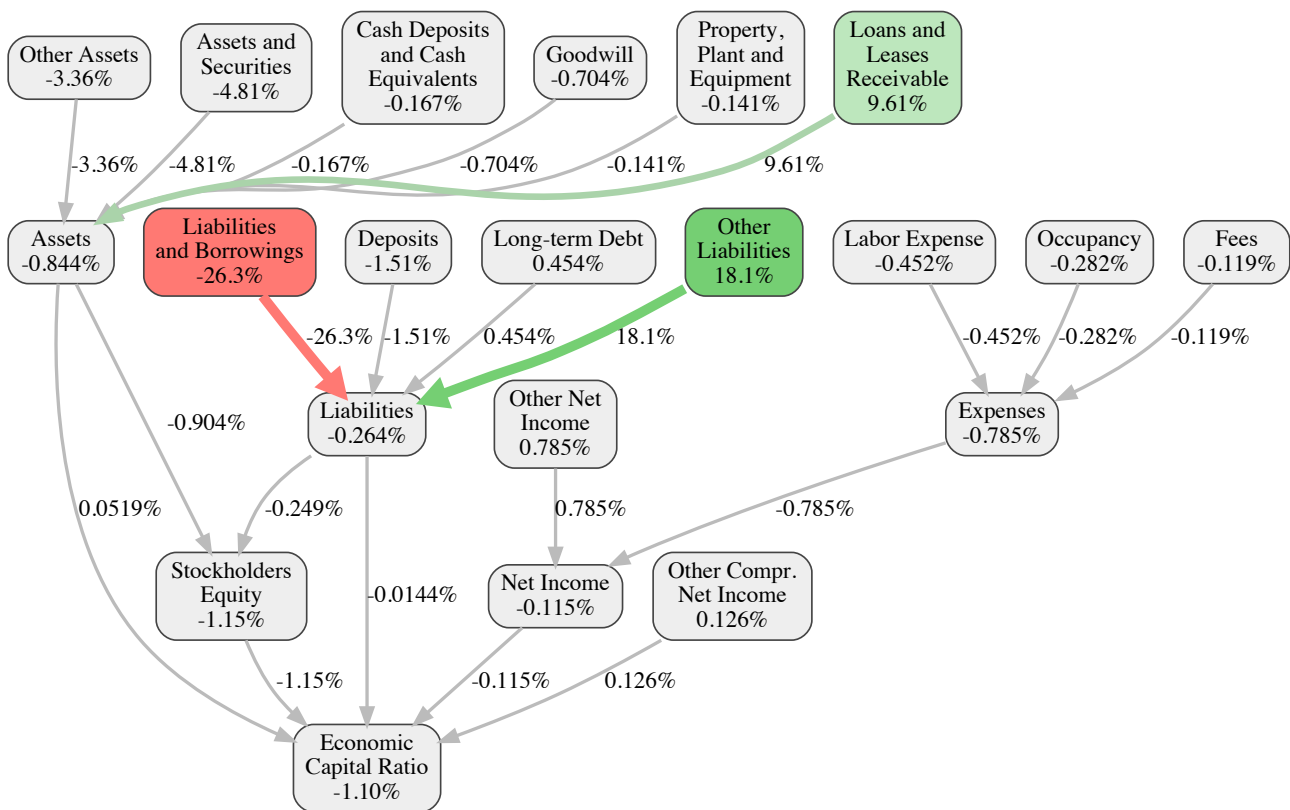 Other Assets
-3.36%
Assets and
Securities
-4.81%
Cash Deposits
and Cash
Equivalents
-0.167%
Goodwill
-0.704%
Property,
Plant and
Equipment
-0.141%
Loans and
Leases
Receivable
9.61%
-3.36%
-4.81%
-0.167%
-0.704%
-0.141%
9.61%
Assets
-0.844%
Liabilities
and Borrowings
-26.3%
Deposits
-1.51%
Long-term Debt
0.454%
Other
Liabilities
18.1%
Labor Expense
-0.452%
Occupancy
-0.282%
Fees
-0.119%
-26.3%
-1.51%
0.454%
18.1%
-0.452%
-0.282%
-0.119%
-0.904%
Liabilities
-0.264%
Other Net
Income
0.785%
Expenses
-0.785%
0.0519%
-0.249%
0.785%
-0.785%
Stockholders
Equity
-1.15%
-0.0144%
Net Income
-0.115%
Other Compr.
Net Income
0.126%
-1.15%
-0.115%
0.126%
Economic
Capital Ratio
-1.10%